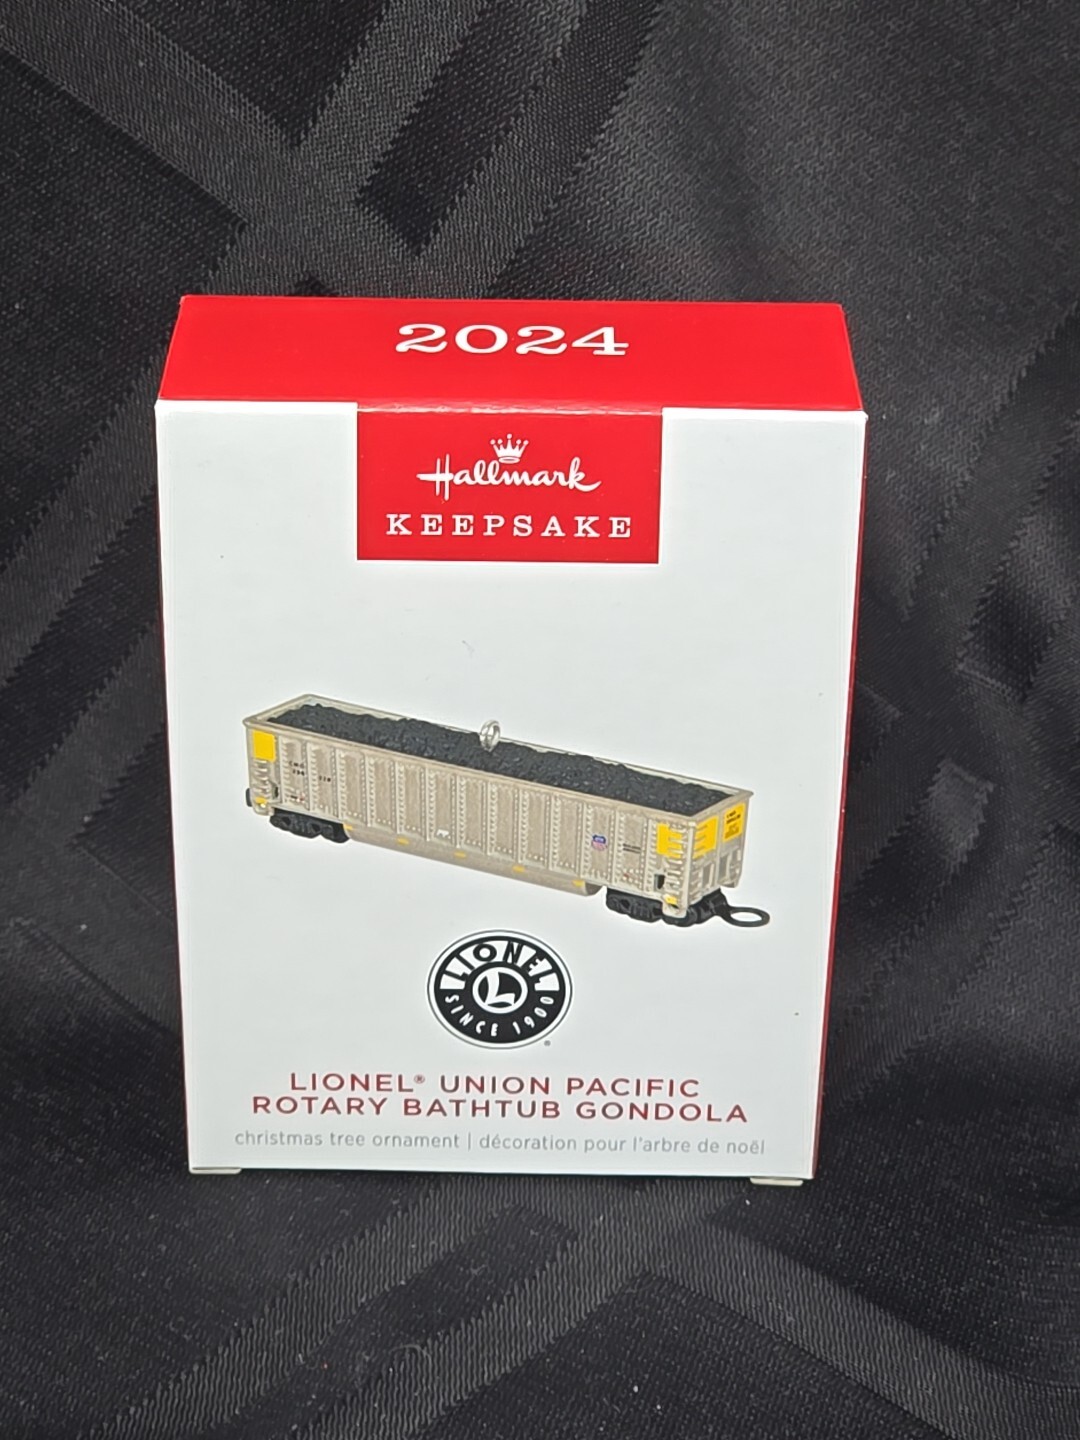 2024
Hallmark
KEEPSAKE
LIONEL
L
SINCE 1900
®
LIONEL® UNION PACIFIC
ROTARY BATHTUB GONDOLA
christmas tree ornament | décoration pour l'arbre de noël